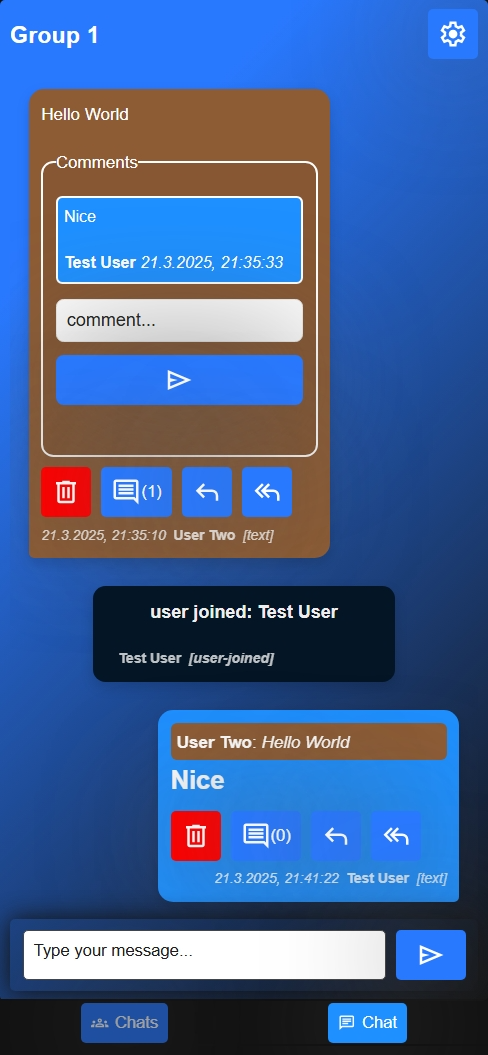 Group 1
Hello World
Comments
Nice
Test User 21.3.2025, 21:35:33
comment...
(1)
21.3.2025, 21:35:10 User Two [text]
user joined: Test User
Test User [user-joined]
User Two: Hello World
Nice
(0)
21.3.2025, 21:41:22 Test User [text]
Type your message...
Chats Chat